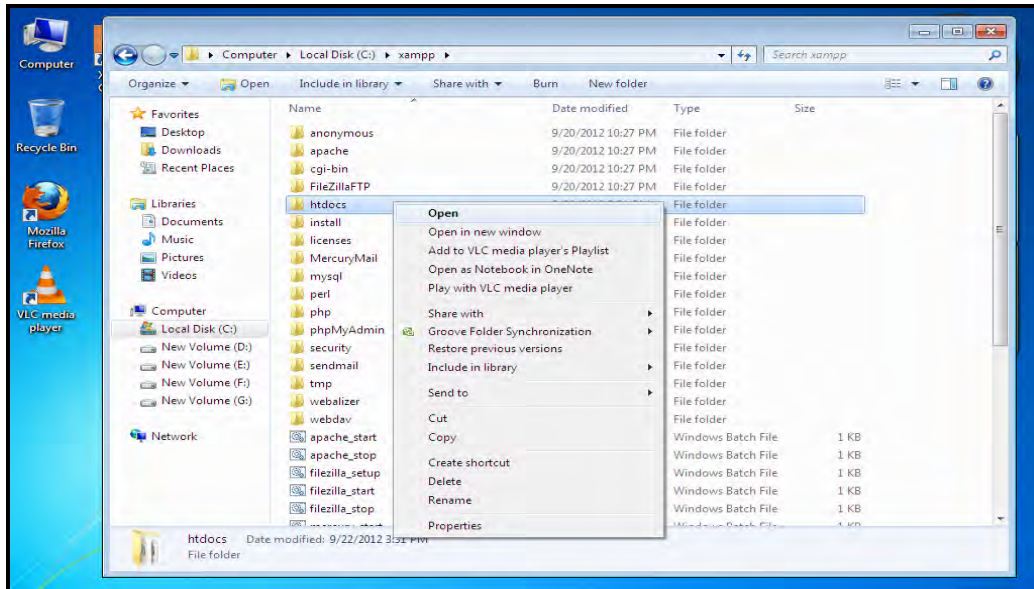 Computer
Recycle Bin
Mozilla
Firefox
VLC media
player
Computer ▸ Local Disk (C:) ▸ xampp ▸
Search xampp
Organize Open Include in library Share with Burn New folder
Favorites
Desktop
Downloads
Recent Places
Libraries
Documents
Music
Pictures
Videos
Computer
Local Disk (C:)
New Volume (D:)
New Volume (E:)
New Volume (F:)
New Volume (G:)
Network
Name Date modified Type Size
anonymous 9/20/2012 10:27 PM File folder
apache 9/20/2012 10:27 PM File folder
cgi-bin 9/20/2012 10:27 PM File folder
FileZillaFTP 9/20/2012 10:27 PM File folder
htdocs File folder
install File folder
licenses File folder
MercuryMail File folder
mysql File folder
perl File folder
php File folder
phpMyAdmin File folder
security File folder
sendmail File folder
tmp File folder
webalizer File folder
webdav File folder
apache_start Windows Batch File 1 KB
apache_stop Windows Batch File 1 KB
filezilla_setup Windows Batch File 1 KB
filezilla_start Windows Batch File 1 KB
filezilla_stop Windows Batch File 1 KB
Open
Open in new window
Add to VLC media player's Playlist
Open as Notebook in OneNote
Play with VLC media player
Share with
Groove Folder Synchronization
Restore previous versions
Include in library
Send to
Cut
Copy
Create shortcut
Delete
Rename
Properties
htdocs Date modified: 9/22/2012 3:31 PM
File folder